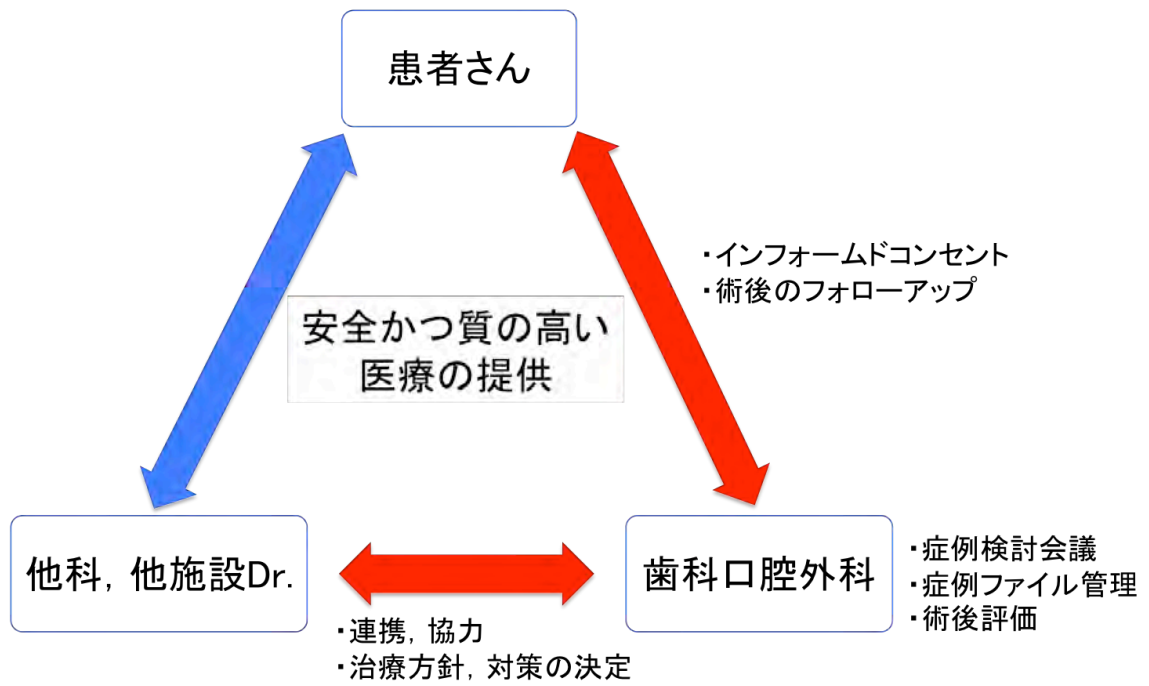 患者さん
・インフォームドコンセント
・術後のフォローアップ
安全かつ質の高い
医療の提供
他科，他施設Dr.
歯科口腔外科
・症例検討会議
・症例ファイル管理
・術後評価
・連携，協力
・治療方針，対策の決定